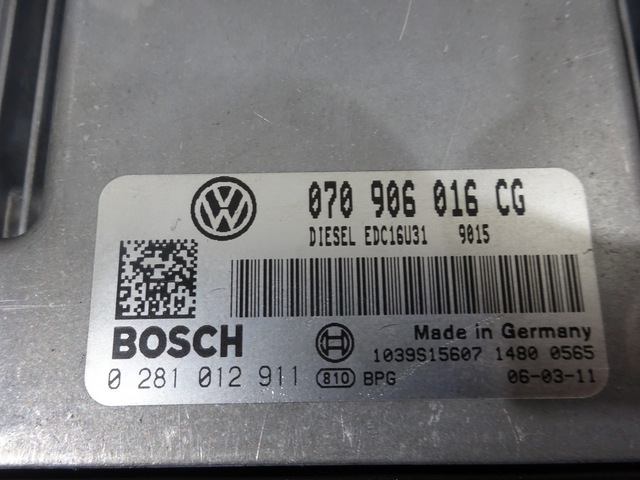 070 906 016 CG
DIESEL EDC16U31 9015
BOSCH
Made in Germany
1039S15607 1480 0565
0 281 012 911 810 BPG 06-03-11